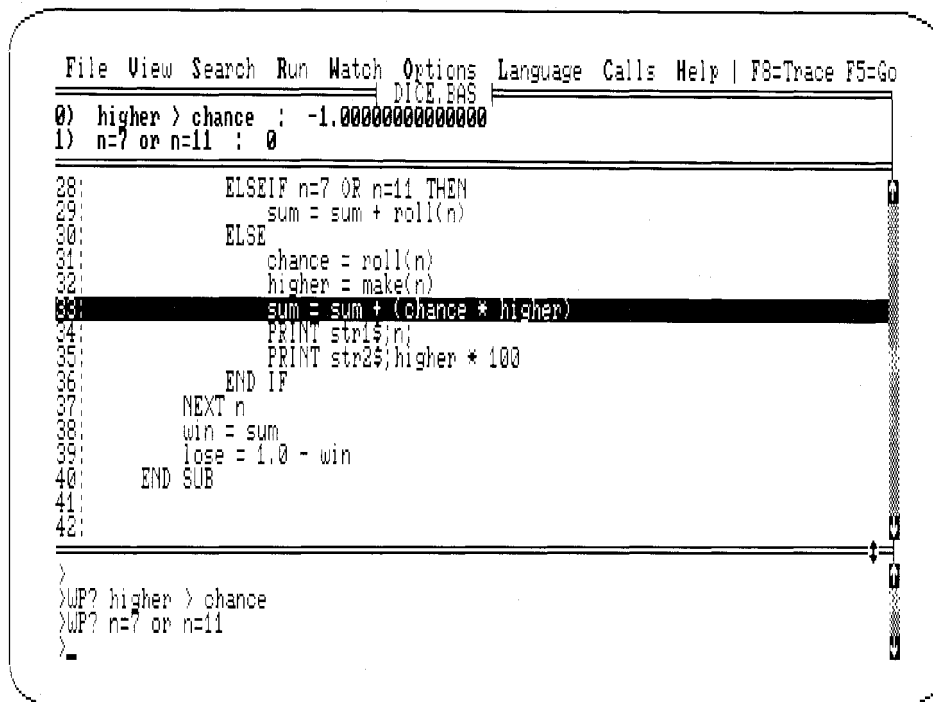 File View Search Run Watch Options Language Calls Help | F8=Trace F5=Go
DICE.BAS
0) higher > chance : -1.00000000000000
1) n=7 or n=11 : 0
28: ELSEIF n=7 OR n=11 THEN
29: sum = sum + roll(n)
30: ELSE
31: chance = roll(n)
32: higher = make(n)
33: sum = sum + (chance * higher)
34: PRINT str1$;n;
35: PRINT str2$;higher * 100
36: END IF
37: NEXT n
38: win = sum
39: lose = 1.0 - win
40: END SUB
41:
42:
>
>WP? higher > chance
>WP? n=7 or n=11
>_